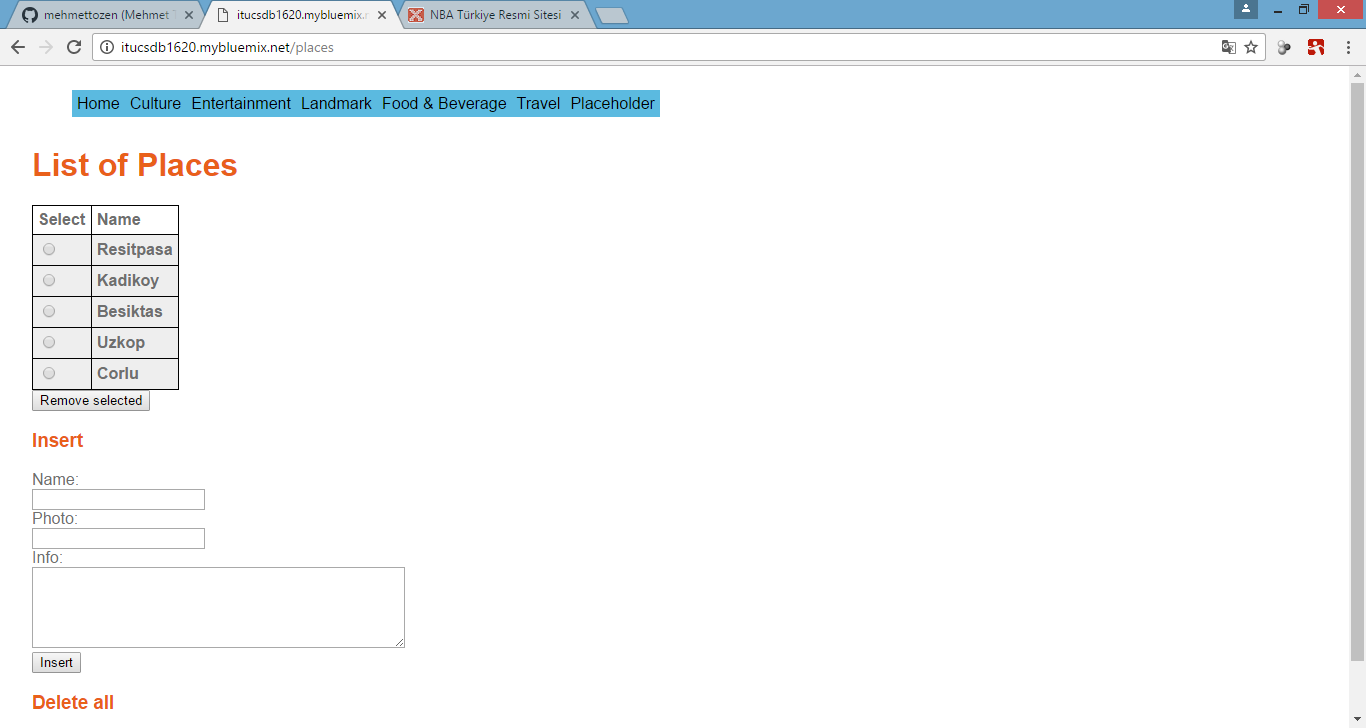 mehmettozen (Mehmet T
itucsdb1620.mybluemix.n
NBA Türkiye Resmi Sitesi
itucsdb1620.mybluemix.net/places
Home Culture Entertainment Landmark Food & Beverage Travel Placeholder
List of Places
Select Name
Resitpasa
Kadikoy
Besiktas
Uzkop
Corlu
Remove selected
Insert
Name:
Photo:
Info:
Insert
Delete all